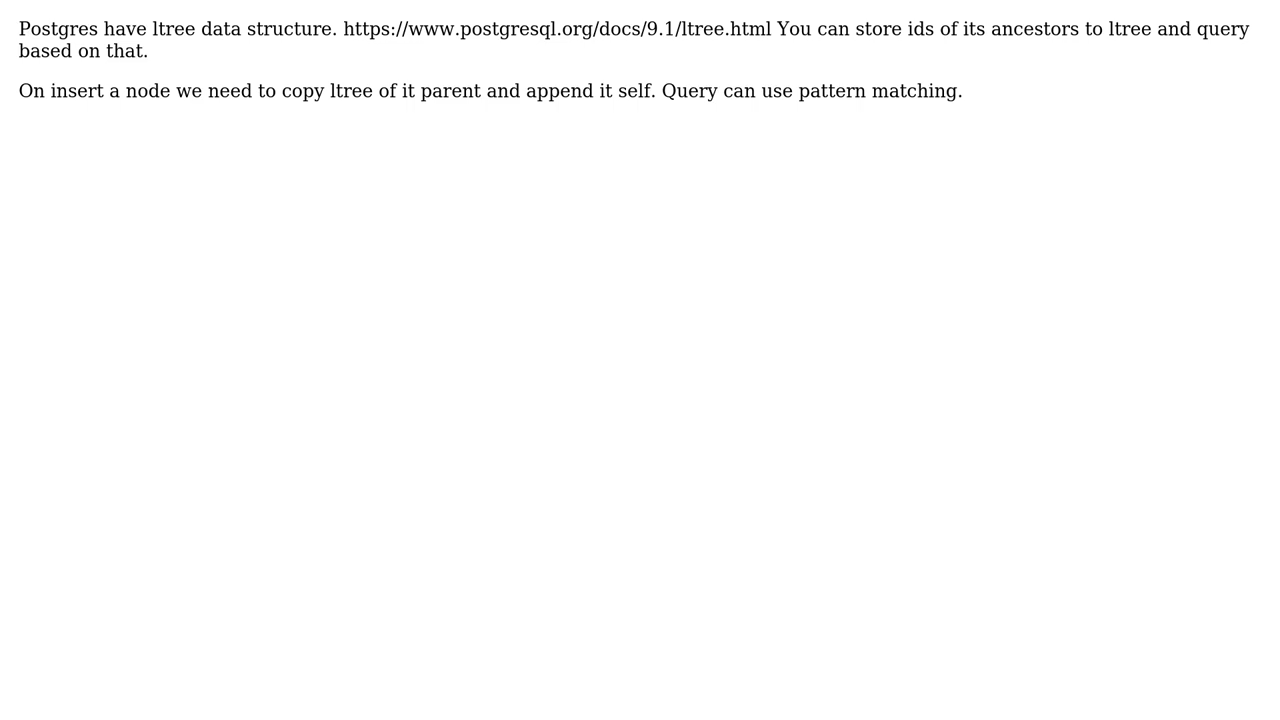 Postgres have ltree data structure. https://www.postgresql.org/docs/9.1/ltree.html You can store ids of its ancestors to ltree and query
based on that.
On insert a node we need to copy ltree of it parent and append it self. Query can use pattern matching.